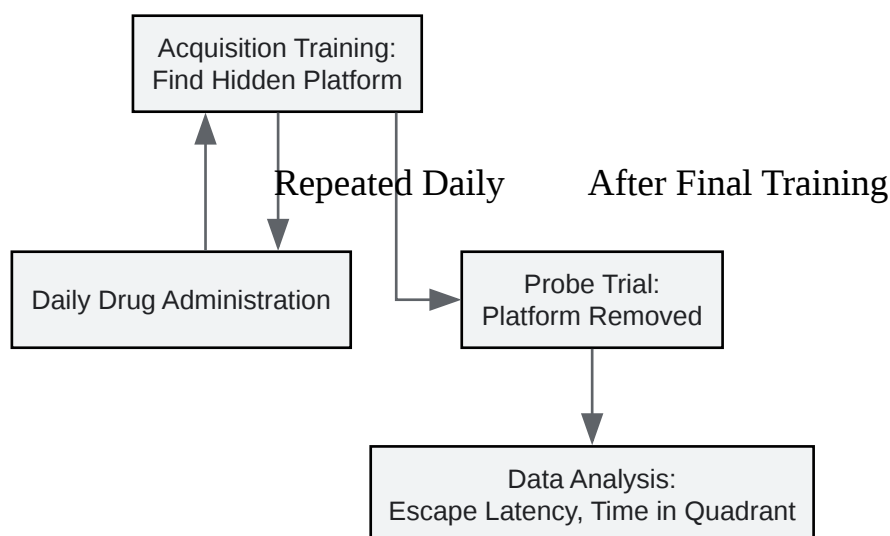 Acquisition Training:
Find Hidden Platform
Repeated Daily
After Final Training
Daily Drug Administration
Probe Trial:
Platform Removed
Data Analysis:
Escape Latency, Time in Quadrant